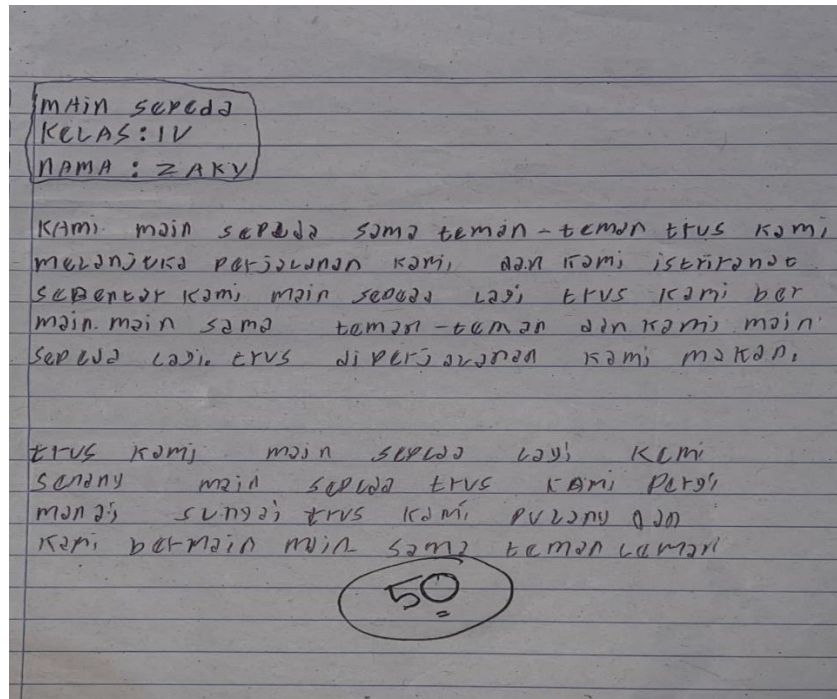 MAin sepeda
KELAS : IV
NAMA : ZAKY
KAmi main sepeda sama teman-teman trus kami
melanjutka perjalanan kami dan kami istriranat
sebentar kami main sepeda lagi trus kami ber
main main sama teman-teman dan kami main
sepeda lagi trus di perjalanan kami makan.
trus kami main sepeda lagi kami
senang main sepeda trus kami pergi
sungai trus kami pulang dan
kami bermain main sama teman teman
50